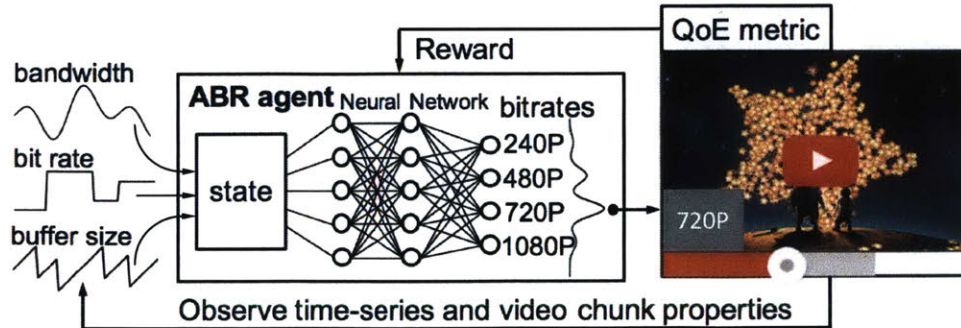 QoE metric
Reward
bandwidth
ABR agent Neural Network bitrates
240P
bit rate
state
480P
720P
720P
buffer size
1080P
Observe time-series and video chunk properties